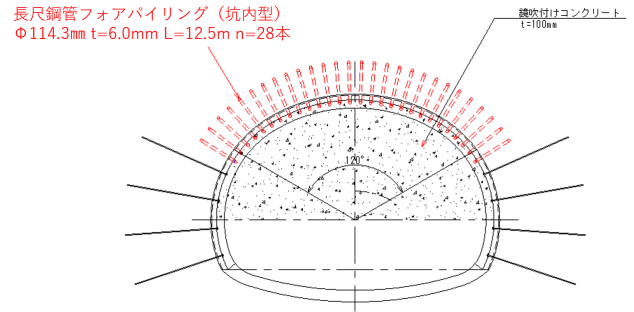 長尺鋼管フォアパイリング（坑内型）
Φ114.3㎜ t=6.0mm L=12.5m n=28本
鏡吹付けコンクリート
t=100mm
120°